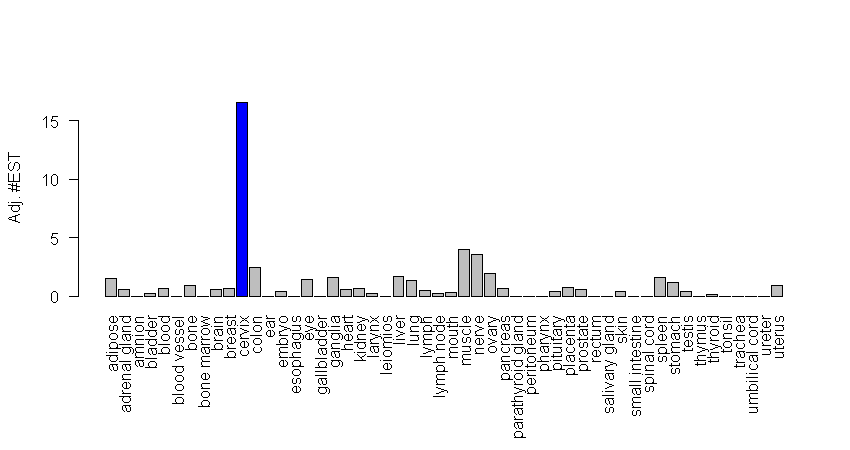 Adj. #EST
15
10
5
0
adipose
adrenal gland
amnion
bladder
blood
blood vessel
bone
bone marrow
brain
breast
cervix
colon
ear
embryo
esophagus
eye
gallbladder
ganglia
heart
kidney
larynx
leiomios
liver
lung
lymph
lymph node
mouth
muscle
nerve
ovary
pancreas
parathyroid gland
peritoneum
pharynx
pituitary
placenta
prostate
rectum
salivary gland
skin
small intestine
spinal cord
spleen
stomach
testis
thymus
thyroid
tonsil
trachea
umbilical cord
ureter
uterus